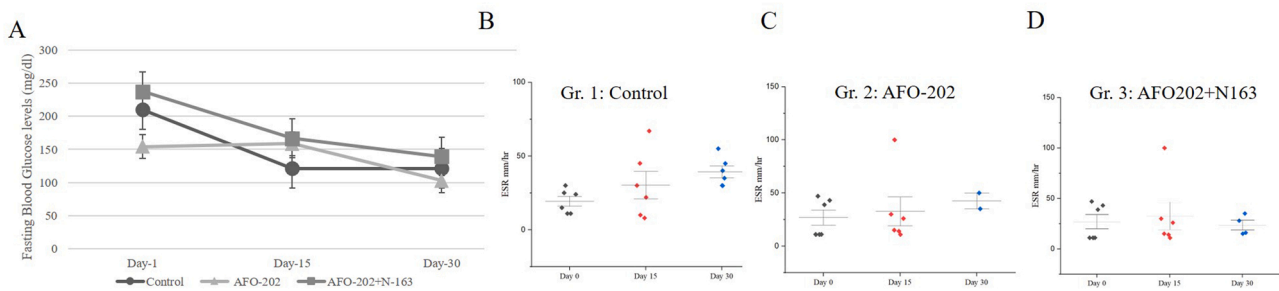 A
Fasting Blood Glucose levels (mg/dl)
300
250
200
150
100
50
0
Day-1
Day-15
Day-30
Control
AFO-202
AFO-202+N-163
B
Gr. 1: Control
ESR mm/hr
100
50
0
Day 0
Day 15
Day 30
C
Gr. 2: AFO-202
ESR mm/hr
150
100
50
0
Day 0
Day 15
Day 30
D
Gr. 3: AFO202+N163
ESR mm/hr
150
100
50
0
Day 0
Day 15
Day 30